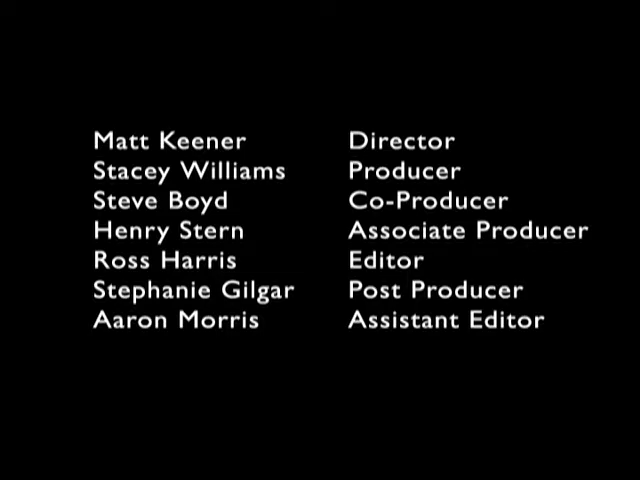 Matt Keener Director
Stacey Williams Producer
Steve Boyd Co-Producer
Henry Stern Associate Producer
Ross Harris Editor
Stephanie Gilgar Post Producer
Aaron Morris Assistant Editor